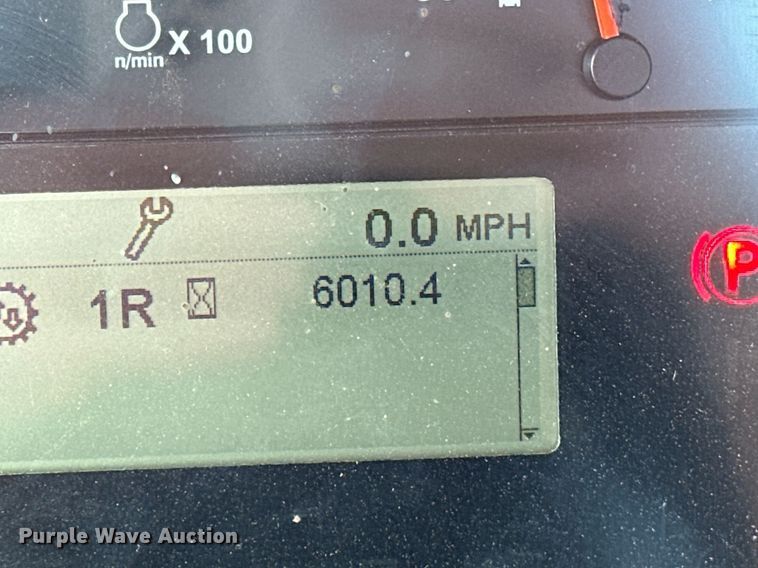 X 100
n/min
0.0 MPH
1R 6010.4
P
Purple Wave Auction